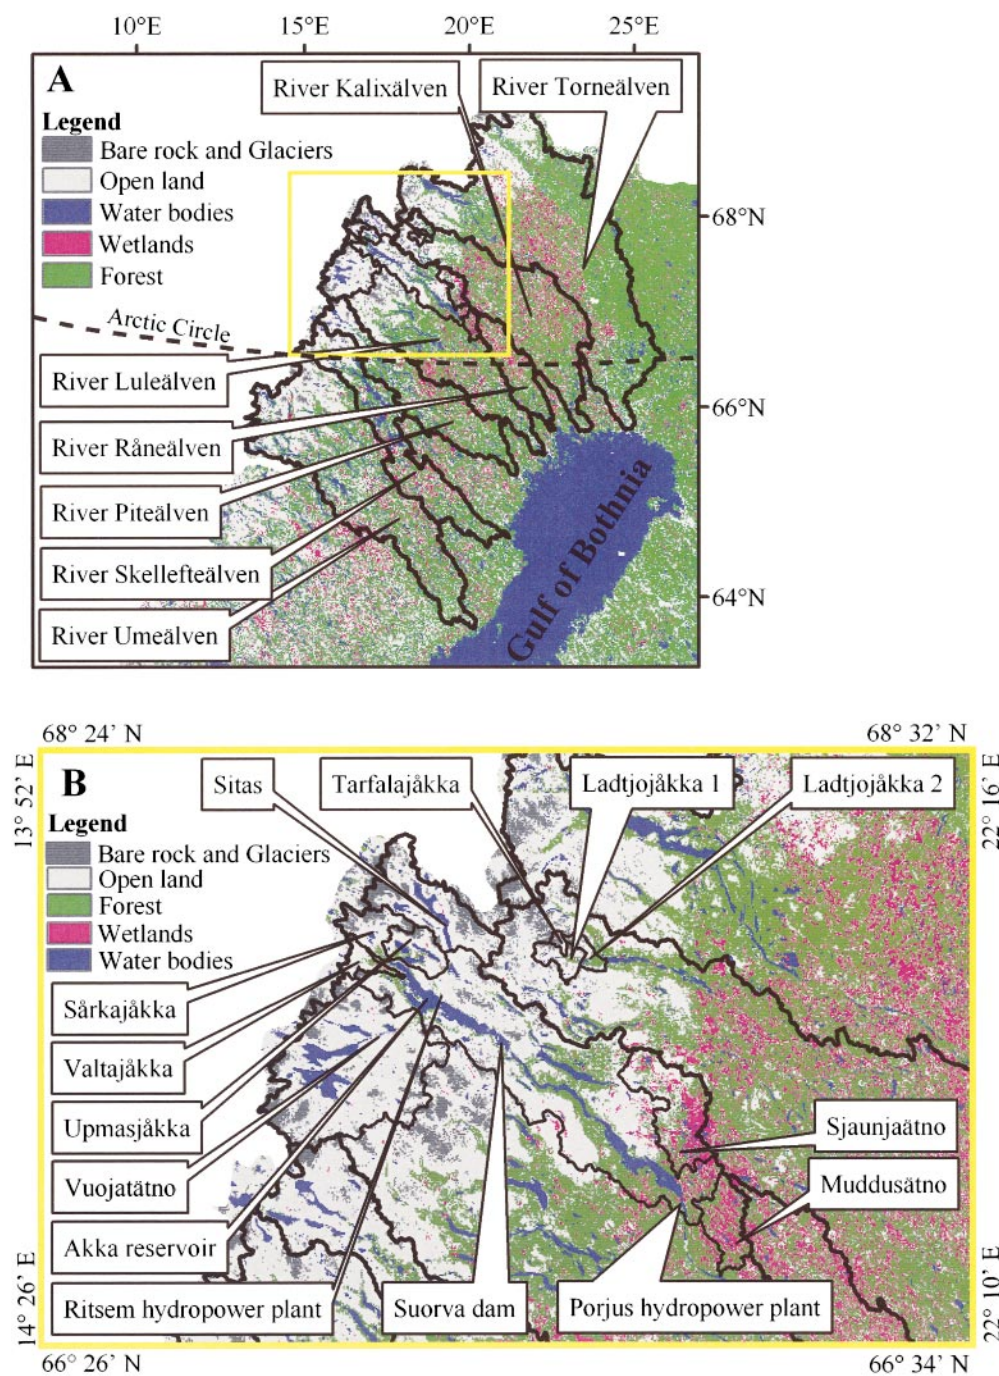 10°E 15°E 20°E 25°E
A
River Kalixälven
River Torneälven
Legend
Bare rock and Glaciers
Open land
Water bodies
Wetlands
Forest
68°N
Arctic Circle
River Luleälven
66°N
River Råneälven
River Piteälven
River Skellefteälven
64°N
River Umeälven
Gulf of Bothnia
68° 24’ N
68° 32’ N
13° 52’ E
22° 16’ E
B
Sitas
Tarfalajåkka
Ladtjojåkka 1
Ladtjojåkka 2
Legend
Bare rock and Glaciers
Open land
Forest
Wetlands
Water bodies
Sårkajåkka
Valtajåkka
Upmasjåkka
Vuojatätno
Akka reservoir
Ritsem hydropower plant
Suorva dam
Porjus hydropower plant
Sjaunjaätno
Muddusätno
14° 26’ E
22° 10’ E
66° 26’ N
66° 34’ N